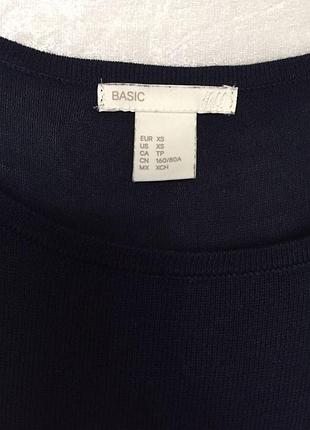 BASIC
EUR XS
US XS
CA TP
CN 160/80A
MX XCH